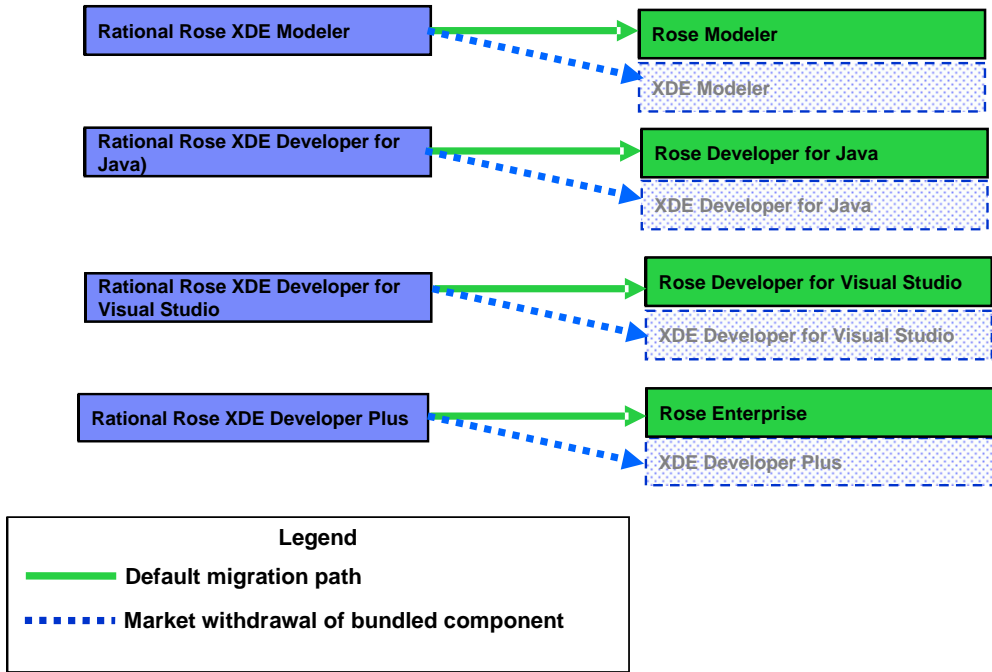 Rational Rose XDE Modeler
Rose Modeler
XDE Modeler
Rational Rose XDE Developer for
Java)
Rose Developer for Java
XDE Developer for Java
Rational Rose XDE Developer for
Visual Studio
Rose Developer for Visual Studio
XDE Developer for Visual Studio
Rational Rose XDE Developer Plus
Rose Enterprise
XDE Developer Plus
Legend
Default migration path
Market withdrawal of bundled component